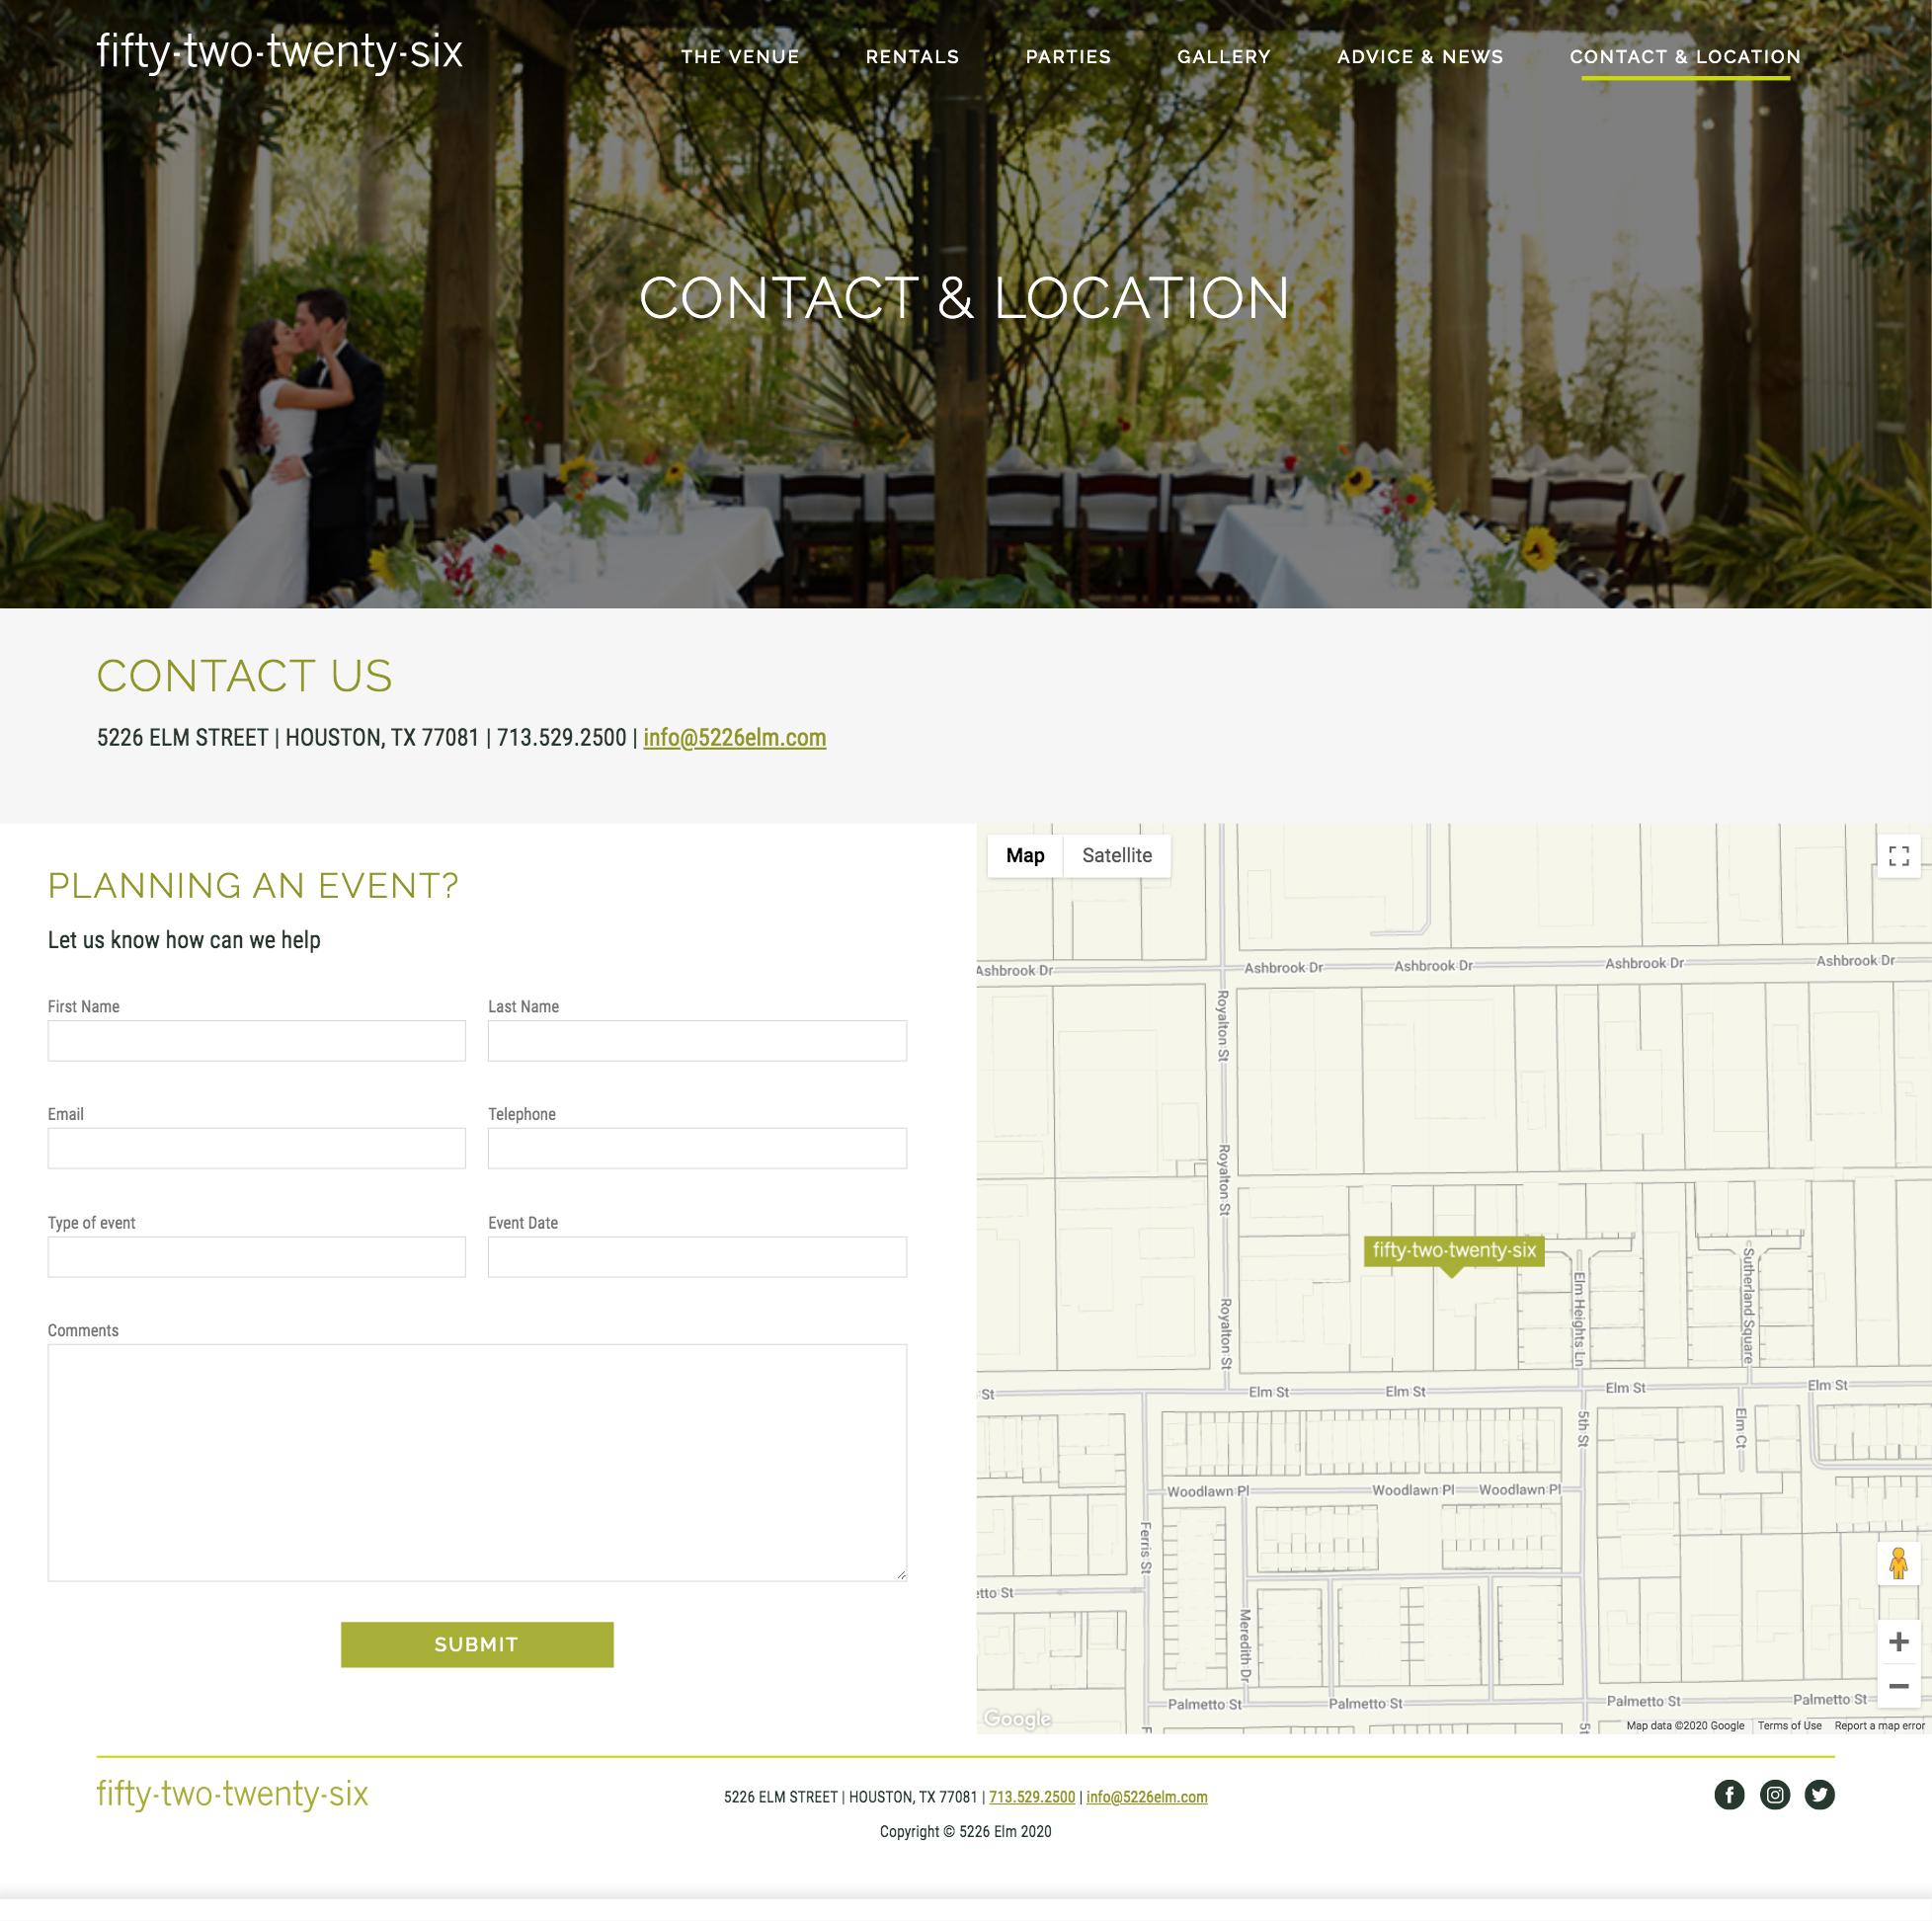 fifty-two-twenty-six
THE VENUE RENTALS PARTIES GALLERY ADVICE & NEWS CONTACT & LOCATION
CONTACT & LOCATION
CONTACT US
5226 ELM STREET | HOUSTON, TX 77081 | 713.529.2500 | info@5226elm.com
PLANNING AN EVENT?
Let us know how can we help
First Name Last Name
Email Telephone
Type of event Event Date
Comments
SUBMIT
Map Satellite
Ashbrook Dr Ashbrook Dr Ashbrook Dr Ashbrook Dr Ashbrook Dr
Royalton St
Royalton St
Royalton St
fifty-two-twenty-six
Elm Heights Ln
Sutherland Square
St Elm St Elm St Elm St Elm St
5th St
Elm Ct
Woodlawn Pl Woodlawn Pl Woodlawn Pl
Ferris St
etto St
Meredith Dr
Palmetto St Palmetto St Palmetto St Palmetto St
F
5t
Google
Map data ©2020 Google Terms of Use Report a map error
fifty-two-twenty-six
5226 ELM STREET | HOUSTON, TX 77081 | 713.529.2500 | info@5226elm.com
Copyright © 5226 Elm 2020